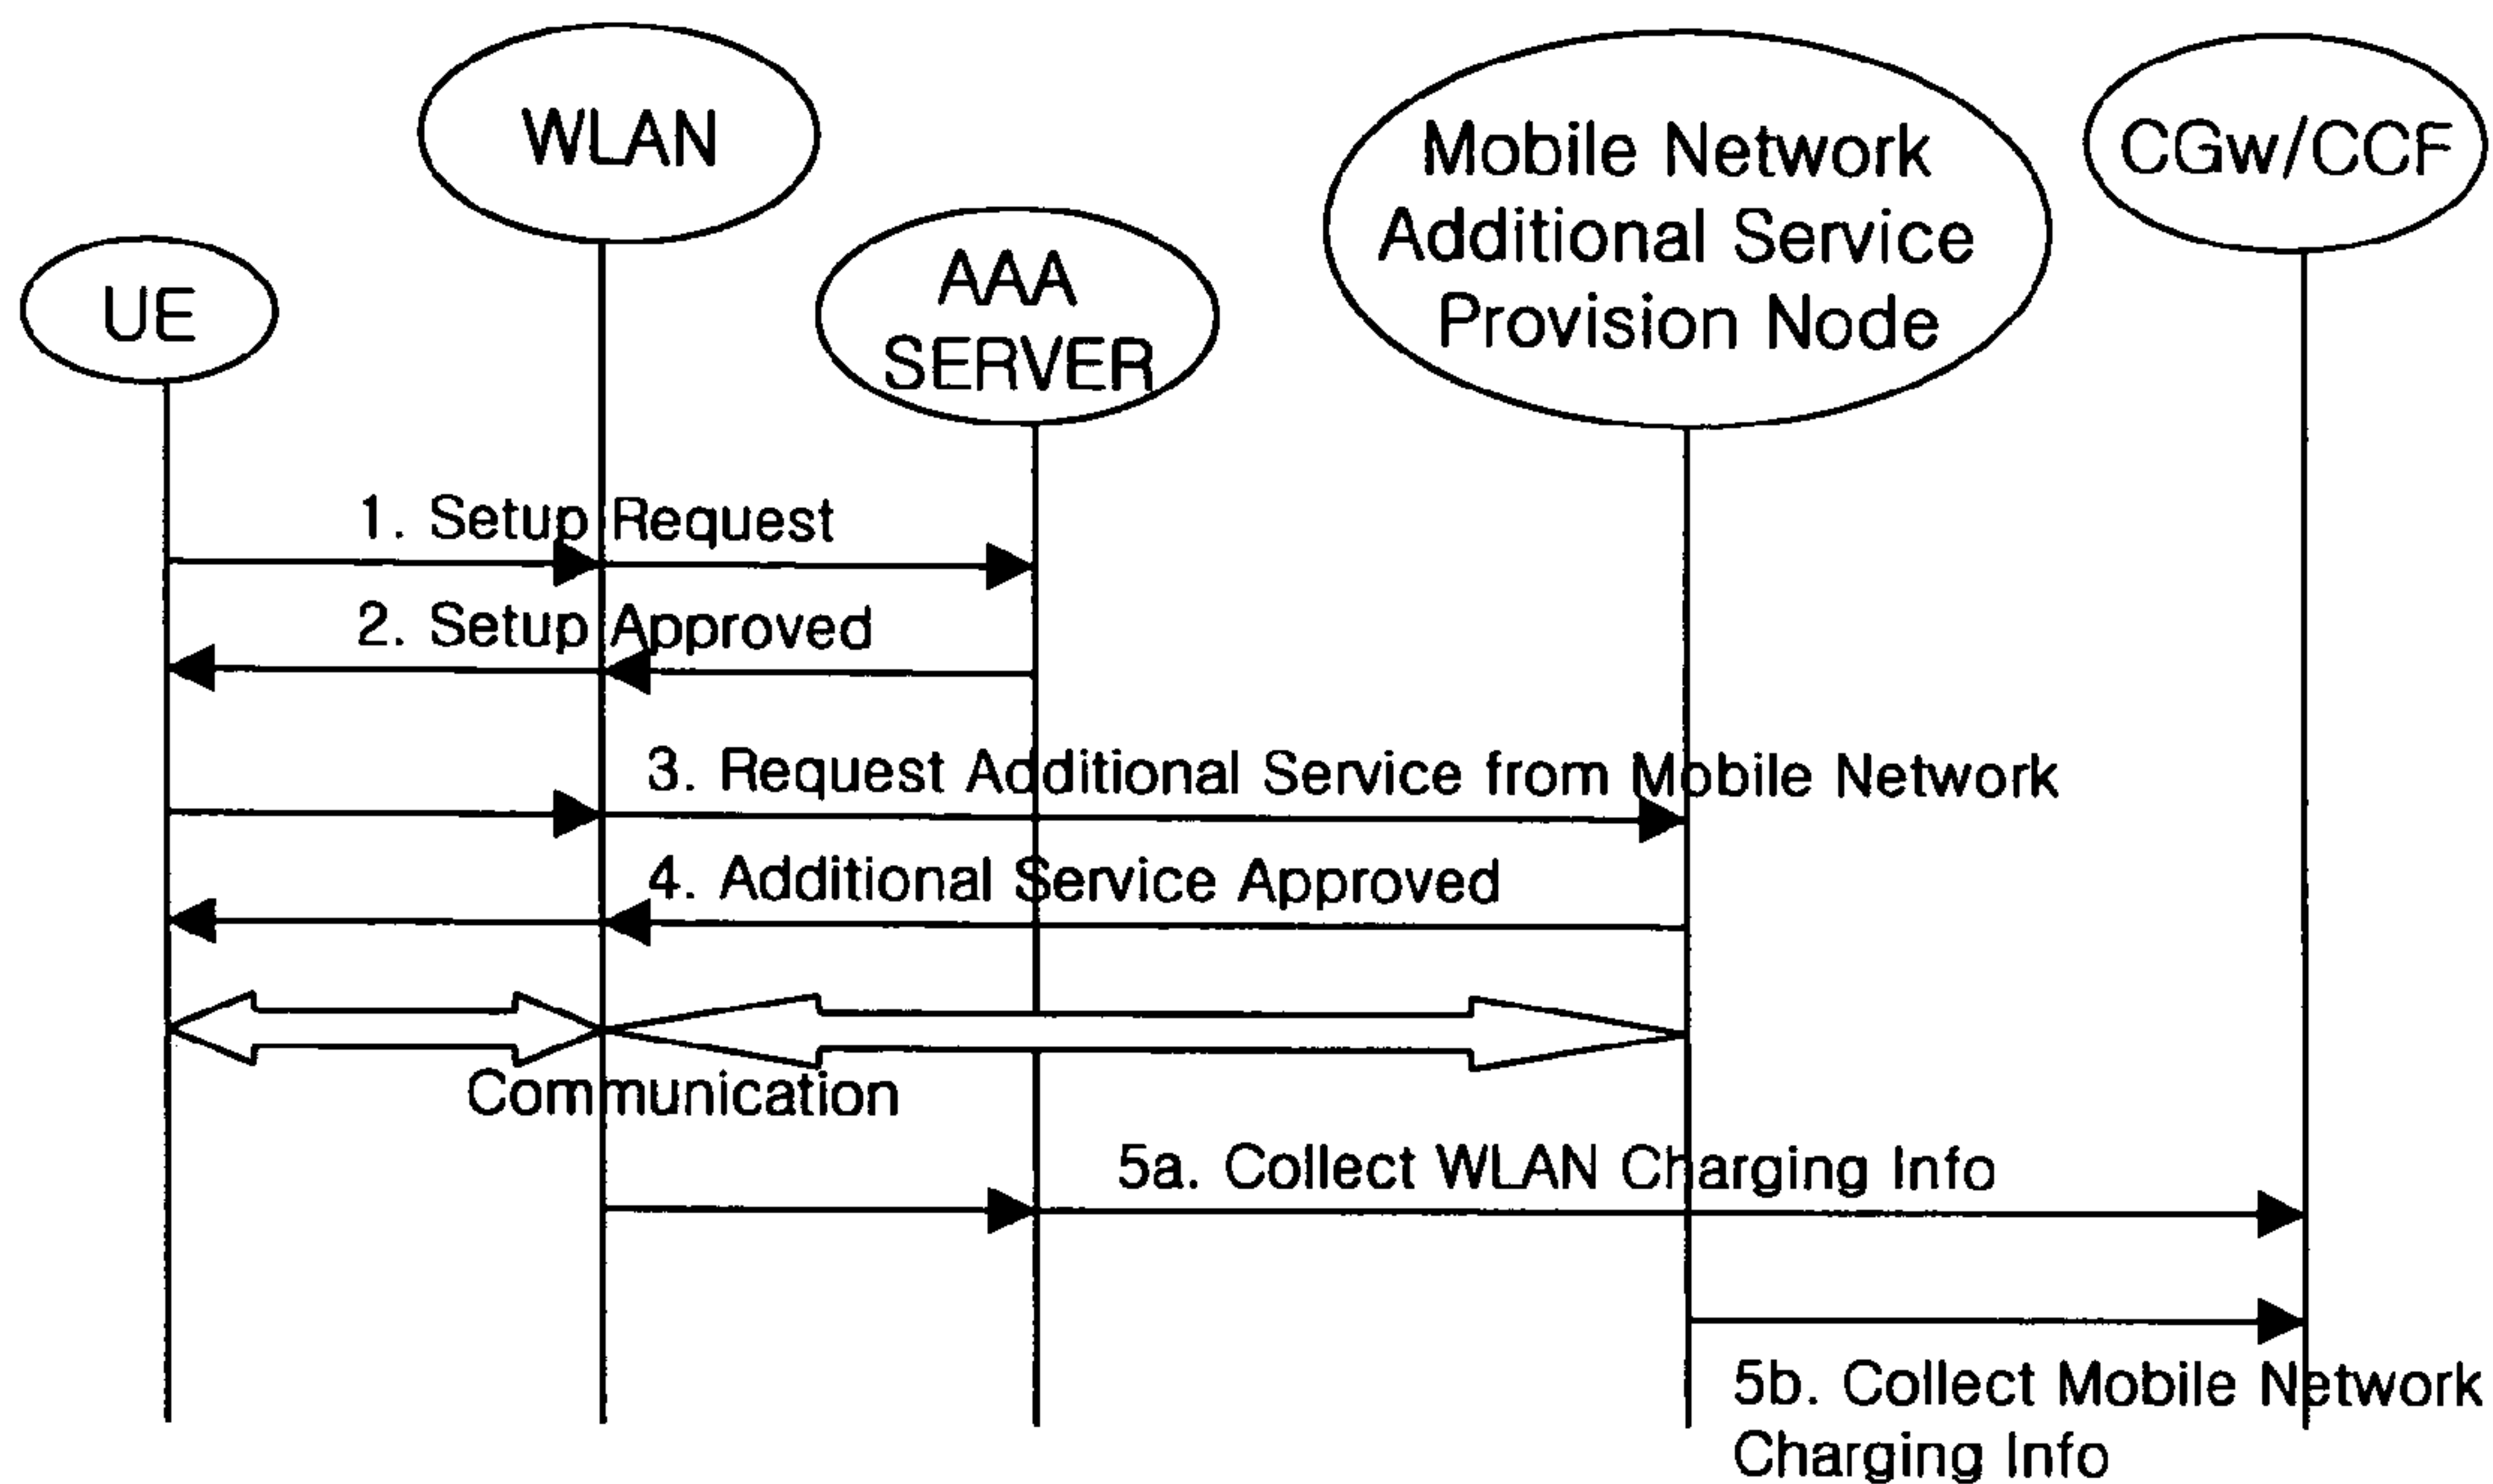 WLAN
Mobile Network
Additional Service
Provision Node
CGw/CCF
UE
AAA
SERVER
1. Setup Request
2. Setup Approved
3. Request Additional Service from Mobile Network
4. Additional Service Approved
Communication
5a. Collect WLAN Charging Info
5b. Collect Mobile Network
Charging Info